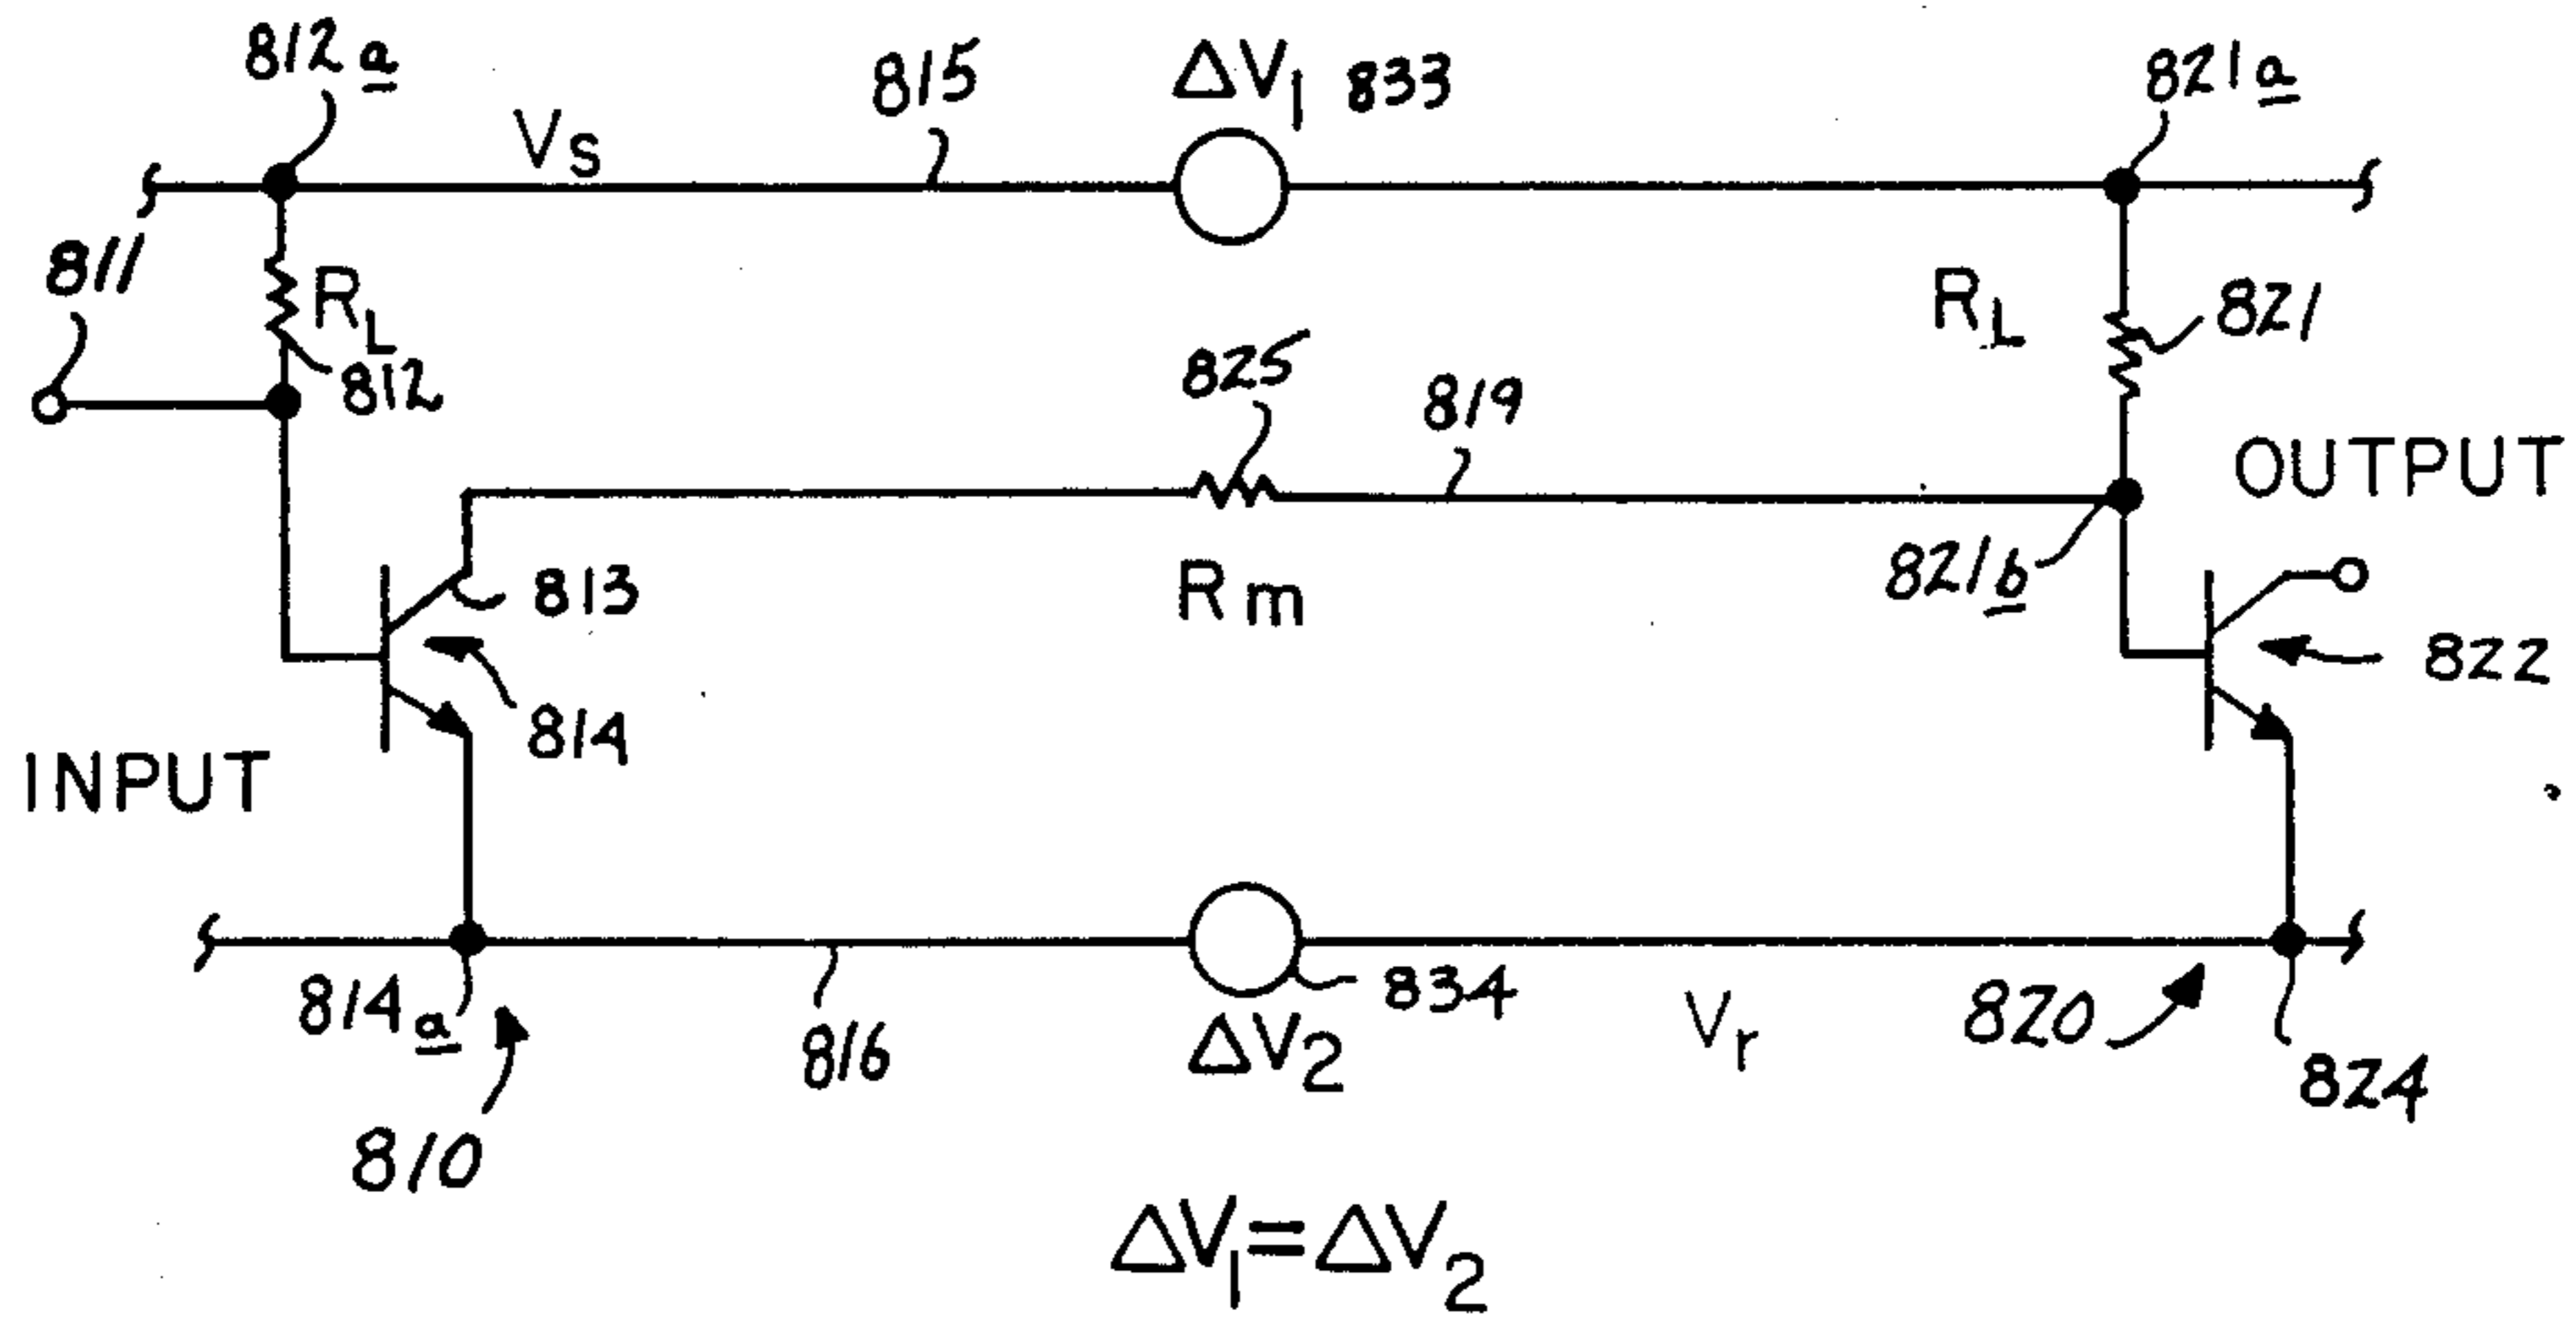 812a
815
ΔV1 833
821a
Vs
811
RL
812
RL
821
825
819
OUTPUT
Rm
821b
813
822
814
INPUT
814a
816
834
ΔV2
Vr
820
824
810
ΔV1=ΔV2